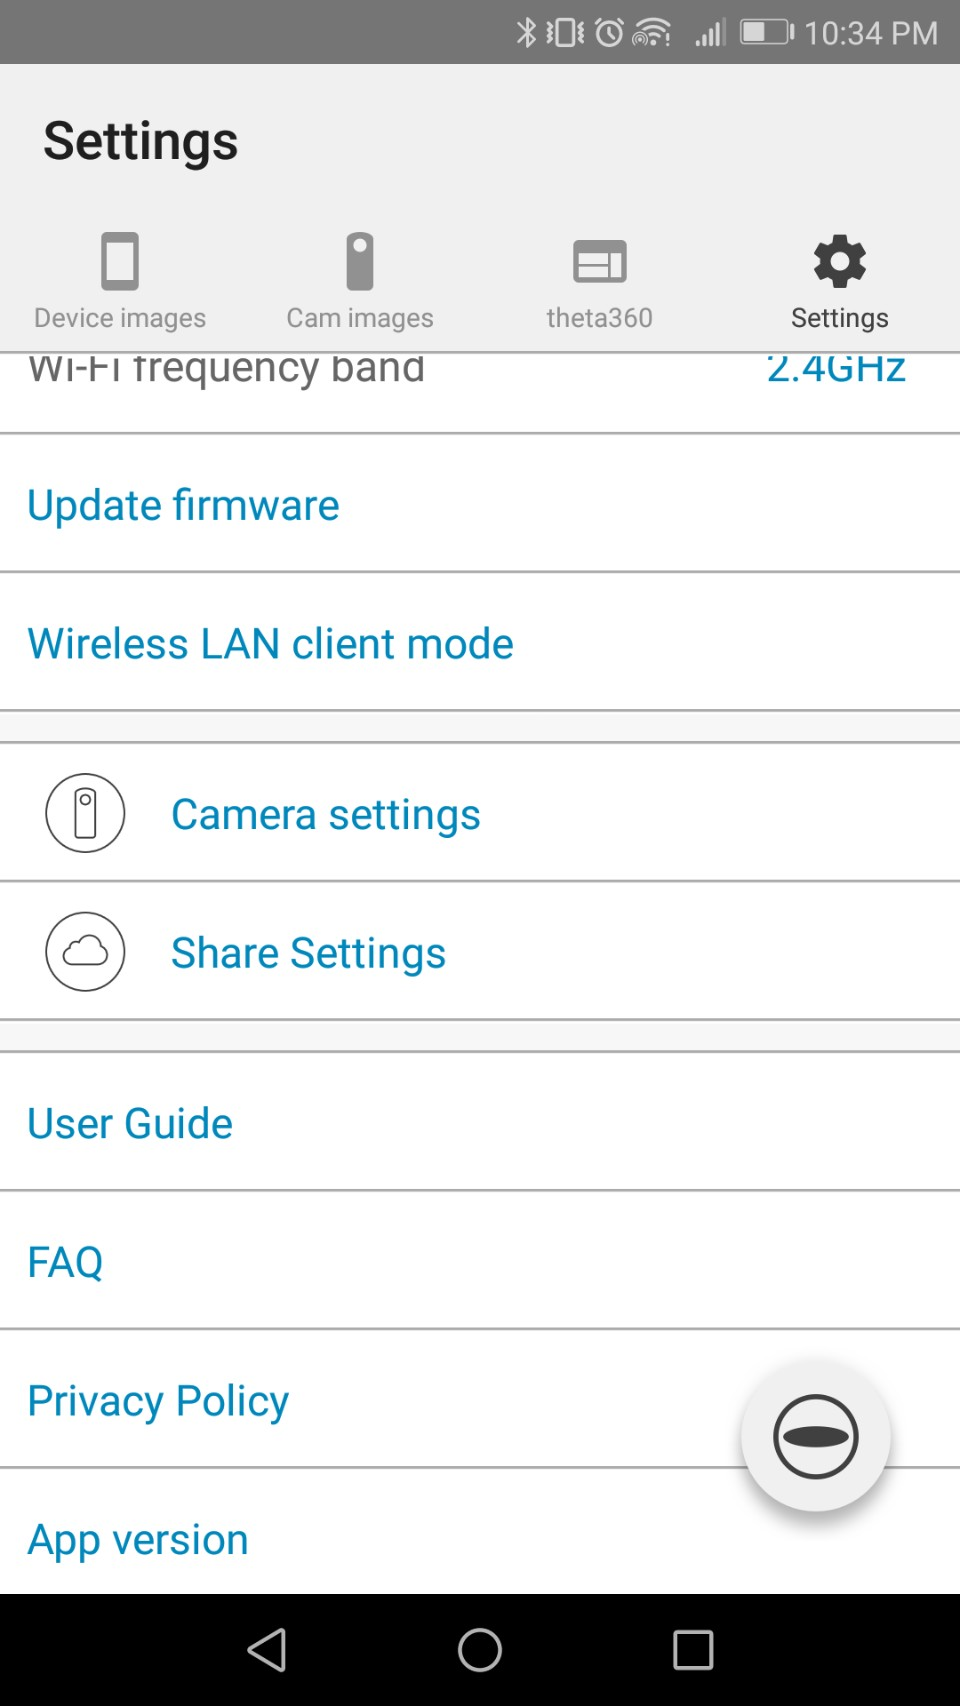 10:34 PM
Settings
Device images
Cam images
theta360
Settings
Wi-Fi frequency band 2.4GHz
Update firmware
Wireless LAN client mode
Camera settings
Share Settings
User Guide
FAQ
Privacy Policy
App version